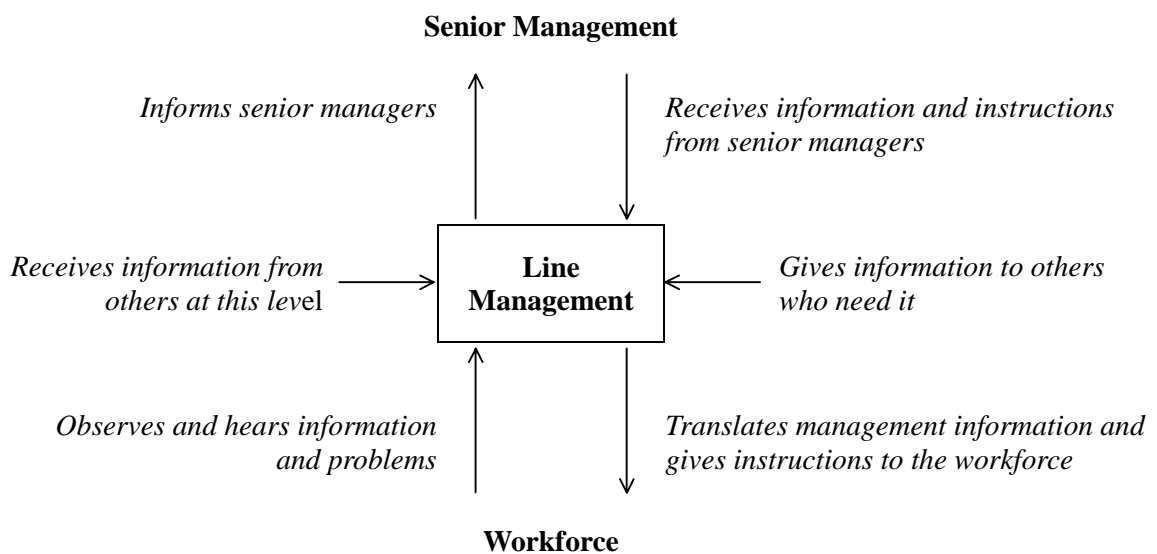 Senior Management
Informs senior managers
Receives information and instructions
from senior managers
Receives information from
others at this level
Line
Management
Gives information to others
who need it
Observes and hears information
and problems
Translates management information and
gives instructions to the workforce
Workforce